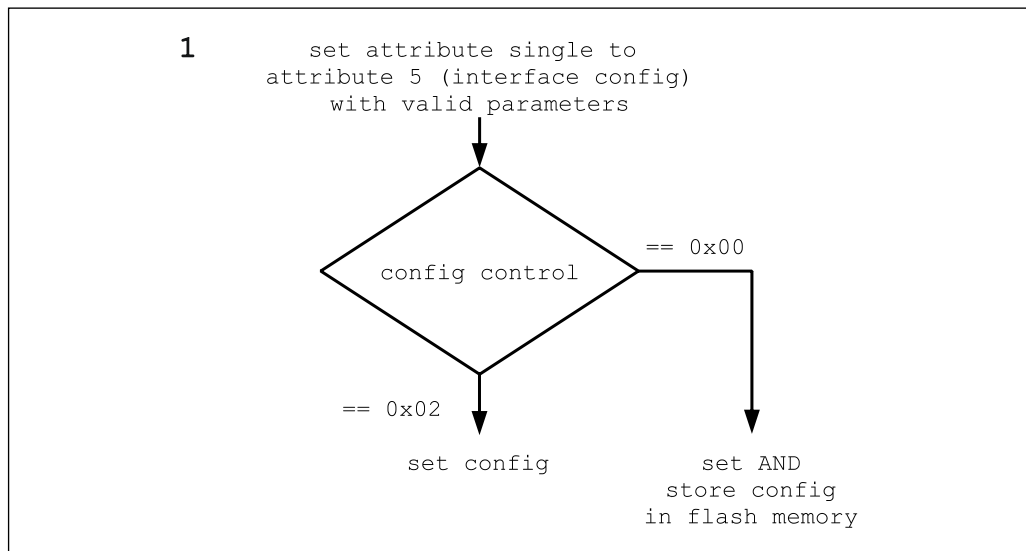 1
set attribute single to
attribute 5 (interface config)
with valid parameters
== 0x00
config control
== 0x02
set config
set AND
store config
in flash memory